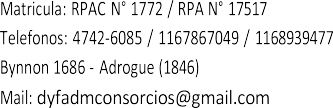 Matricula: RPAC N° 1772 / RPA N° 17517
Telefonos: 4742-6085 / 1167867049 / 1168939477
Bynnon 1686 - Adrogue (1846)
Mail: dyfadmconsorcios@gmail.com